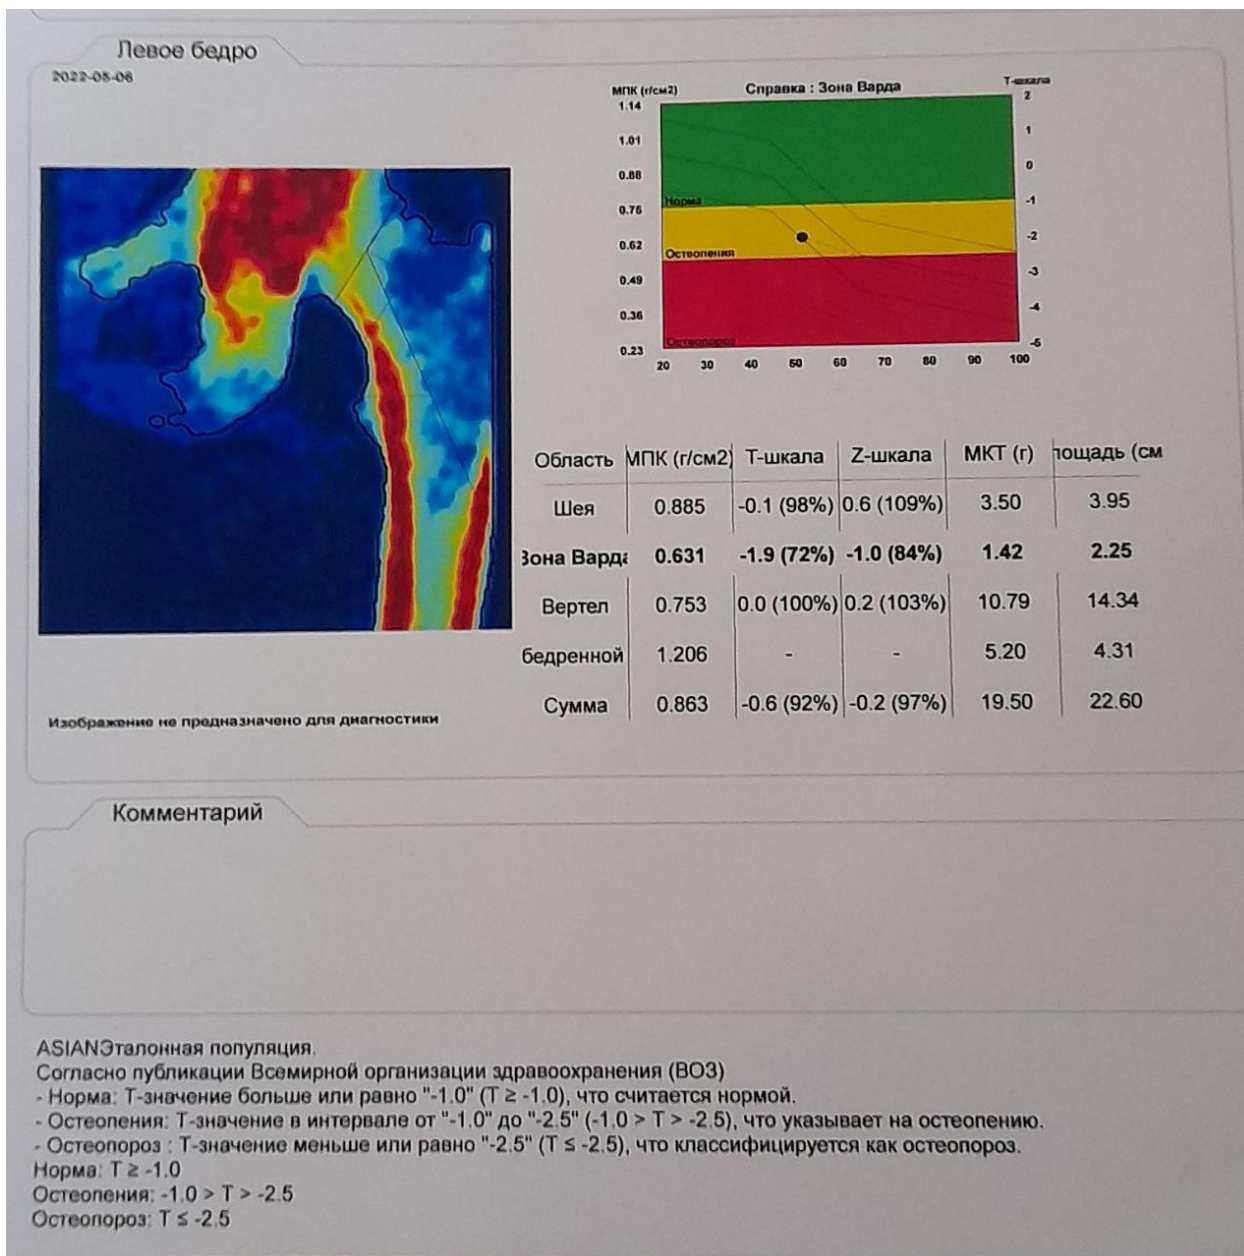 Левое бедро
2022-05-06
МПК (г/см2) Справка : Зона Варда Т-шкала
1.14 2
1.01 1
0.88 0
0.75 -1
0.62 -2
0.49 -3
0.36 -4
0.23 -5
Норма
Остеопения
Остеопороз
20 30 40 50 60 70 80 90 100
Область МПК (г/см2) Т-шкала Z-шкала МКТ (г) лощадь (см
Шея 0.885 -0.1 (98%) 0.6 (109%) 3.50 3.95
Зона Варда 0.631 -1.9 (72%) -1.0 (84%) 1.42 2.25
Вертел 0.753 0.0 (100%) 0.2 (103%) 10.79 14.34
бедренной 1.206 - - 5.20 4.31
Сумма 0.863 -0.6 (92%) -0.2 (97%) 19.50 22.60
Изображение не предназначено для диагностики
Комментарий
ASIANЭталонная популяция.
Согласно публикации Всемирной организации здравоохранения (ВОЗ)
- Норма: Т-значение больше или равно "-1.0" (Т ≥ -1.0), что считается нормой.
- Остеопения: Т-значение в интервале от "-1.0" до "-2.5" (-1.0 > Т > -2.5), что указывает на остеопению.
- Остеопороз : Т-значение меньше или равно "-2.5" (Т ≤ -2.5), что классифицируется как остеопороз.
Норма: Т ≥ -1.0
Остеопения: -1.0 > Т > -2.5
Остеопороз: Т ≤ -2.5